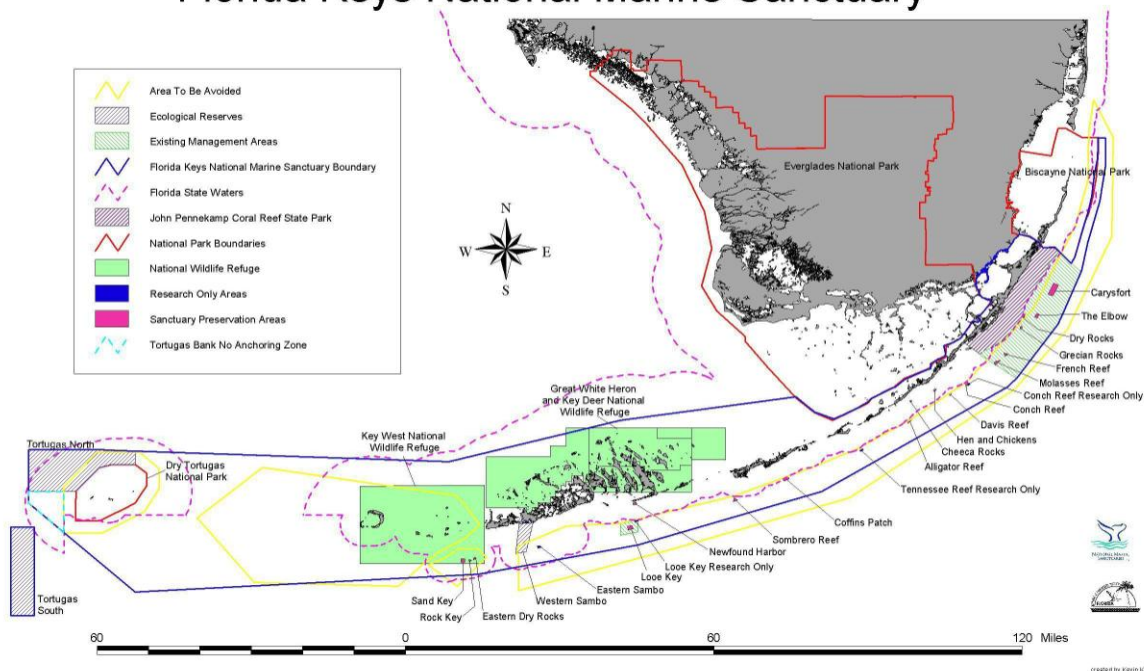 Florida Keys National Marine Sanctuary
Area To Be Avoided
Ecological Reserves
Existing Management Areas
Florida Keys National Marine Sanctuary Boundary
Florida State Waters
John Pennekamp Coral Reef State Park
National Park Boundaries
National Wildlife Refuge
Research Only Areas
Sanctuary Preservation Areas
Tortugas Bank No Anchoring Zone
N
W
E
S
Everglades National Park
Biscayne National Park
Carysfort
The Elbow
Dry Rocks
Grecian Rocks
French Reef
Molasses Reef
Conch Reef Research Only
Conch Reef
Davis Reef
Hen and Chickens
Cheeca Rocks
Alligator Reef
Tennessee Reef Research Only
Coffins Patch
Sombrero Reef
Great White Heron
and Key Deer National
Wildlife Refuge
Key West National
Wildlife Refuge
Tortugas North
Dry Tortugas
National Park
Newfound Harbor
Looe Key Research Only
Looe Key
Eastern Sambo
Western Sambo
Sand Key
Rock Key
Eastern Dry Rocks
Tortugas
South
60
0
60
120
Miles
NATIONAL MARINE
SANCTUARIES
created by